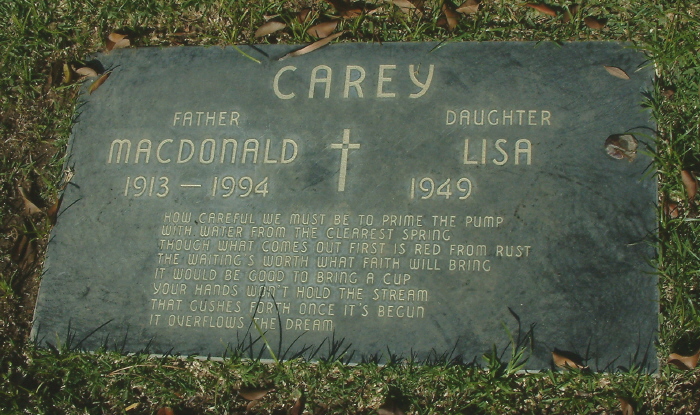 CAREY
FATHER
DAUGHTER
MACDONALD
LISA
1913 — 1994
1949
HOW CAREFUL WE MUST BE TO PRIME THE PUMP
WITH WATER FROM THE CLEAREST SPRING
THOUGH WHAT COMES OUT FIRST IS RED FROM RUST
THE WAITING'S WORTH WHAT FAITH WILL BRING
IT WOULD BE GOOD TO BRING A CUP
YOUR HANDS WON'T HOLD THE STREAM
THAT GUSHES FORTH ONCE IT'S BEGUN
IT OVERFLOWS THE DREAM